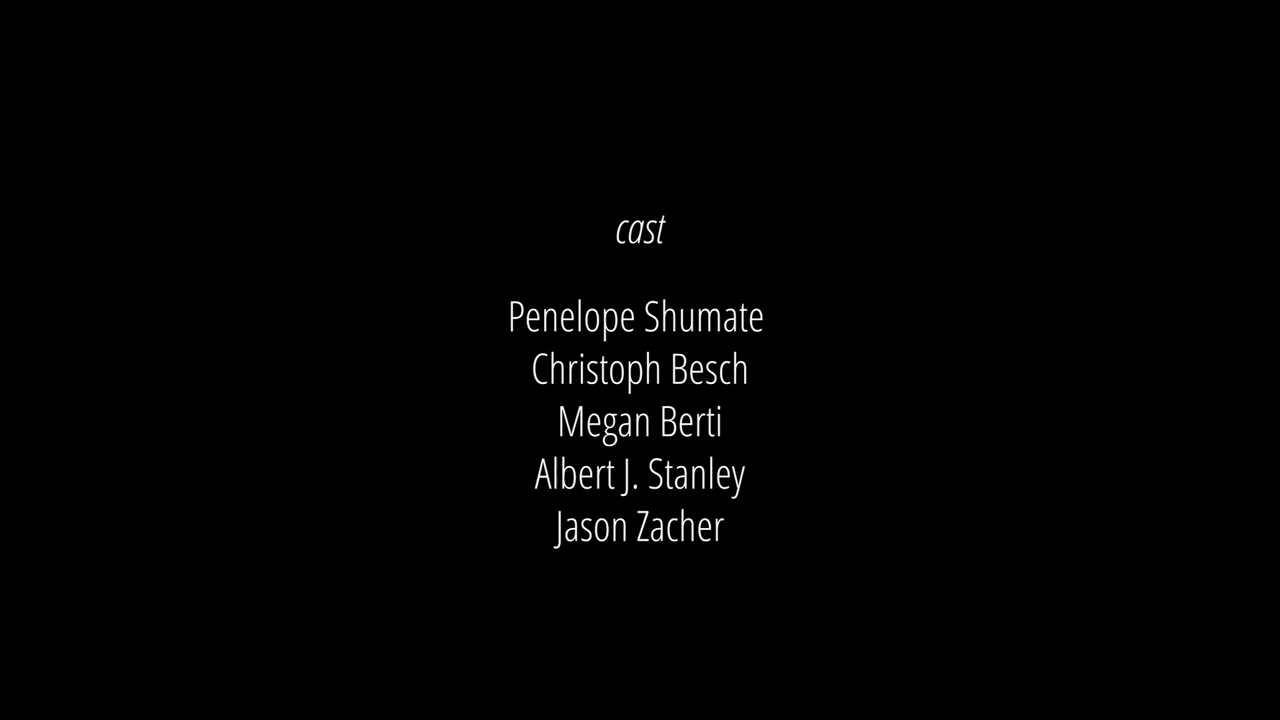 cast
Penelope Shumate
Christoph Besch
Megan Berti
Albert J. Stanley
Jason Zacher